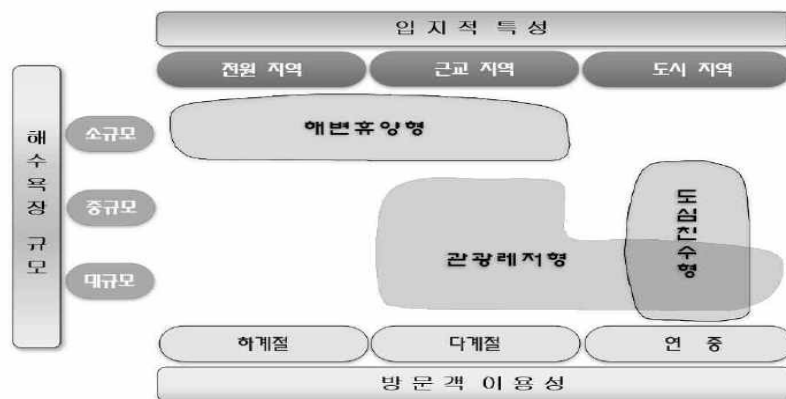 입지적 특성
전원 지역
근교 지역
도시 지역
해수욕장 규모
소규모
중규모
대규모
해변휴양형
관광레저형
도심친수형
하계절
다계절
연 중
방문객 이용성